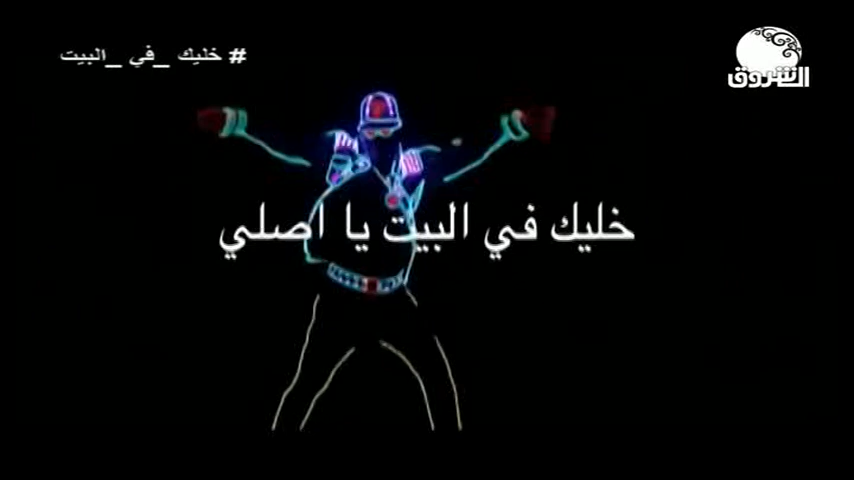 # خليك _في _البيت
الشروق
خليك في البيت يا اصلي